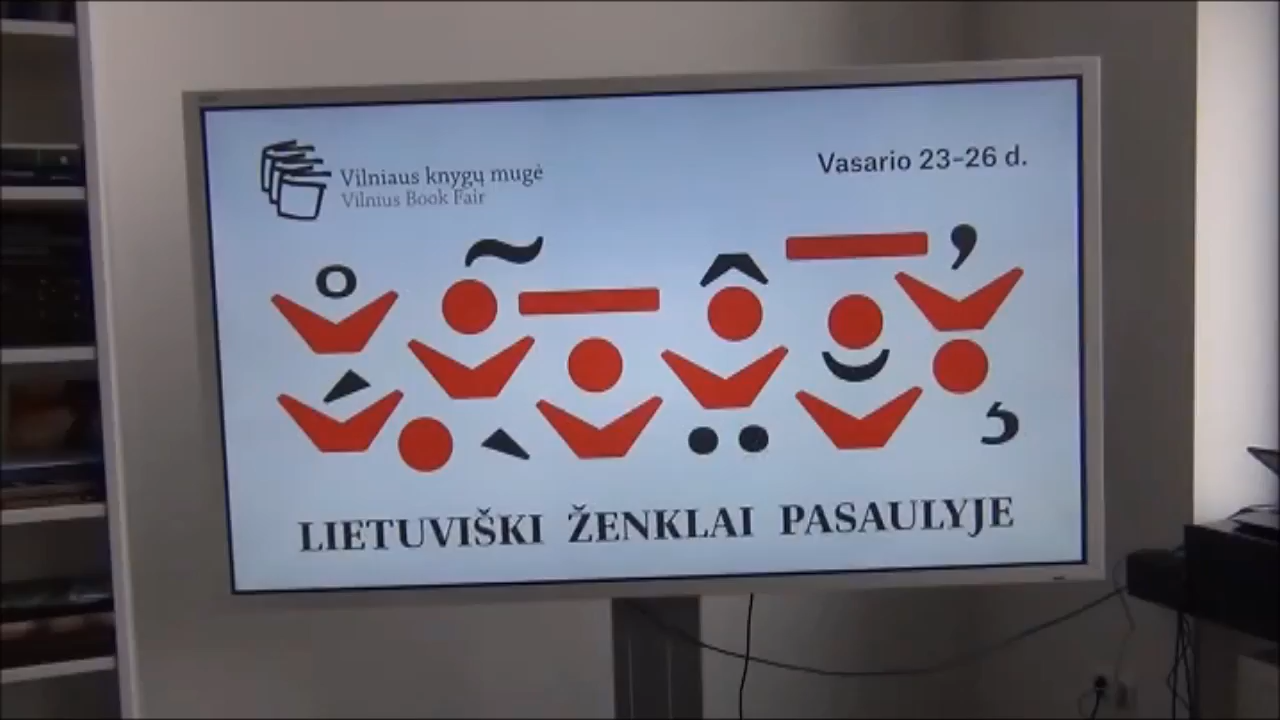 Vilniaus knygų mugė
Vilnius Book Fair
Vasario 23–26 d.
LIETUVIŠKI ŽENKLAI PASAULYJE